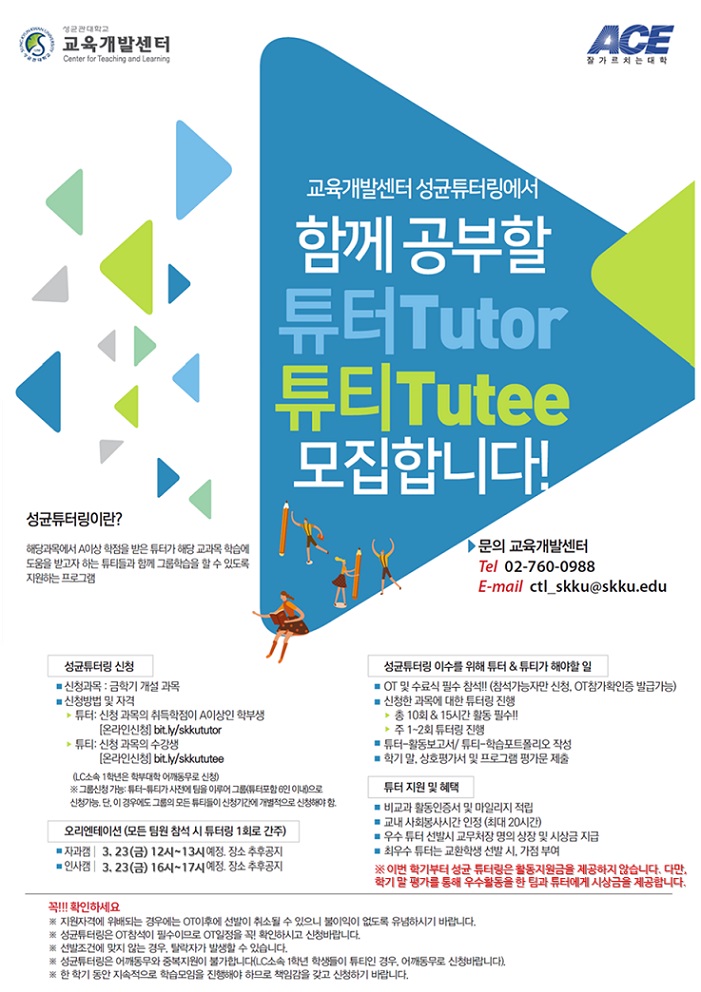 성균관대학교
교육개발센터
Center for Teaching and Learning
ACE
잘가르치는대학
교육개발센터 성균튜터링에서
함께 공부할
튜터Tutor
튜티Tutee
모집합니다!
성균튜터링이란?
해당과목에서 A이상 학점을 받은 튜터가 해당 교과목 학습에
도움을 받고자 하는 튜티들과 함께 그룹학습을 할 수 있도록
지원하는 프로그램
문의 교육개발센터
Tel 02-760-0988
E-mail ctl_skku@skku.edu
성균튜터링 신청
■ 신청과목 : 금학기 개설 과목
■ 신청방법 및 자격
▶ 튜터: 신청 과목의 취득학점이 A이상인 학부생
[온라인신청] bit.ly/skkututor
▶ 튜티: 신청 과목의 수강생
[온라인신청] bit.ly/skkututee
(LC소속 1학년은 학부대학 어깨동무로 신청)
※ 그룹신청 가능: 튜터-튜티가 사전에 팀을 이루어 그룹(튜터포함 6인 이내)으로
신청가능. 단, 이 경우에도 그룹의 모든 튜티들이 신청기간에 개별적으로 신청해야 함.
오리엔테이션 (모든 팀원 참석 시 튜터링 1회로 간주)
■ 자과캠 | 3. 23(금) 12시~13시 예정. 장소 추후공지
■ 인사캠 | 3. 23(금) 16시~17시 예정. 장소 추후공지
성균튜터링 이수를 위해 튜터 & 튜티가 해야할 일
■ OT 및 수료식 필수 참석!! (참석가능자만 신청, OT참가확인증 발급가능)
■ 신청한 과목에 대한 튜터링 진행
▶ 총 10회 & 15시간 활동 필수!!
▶ 주 1~2회 튜터링 진행
■ 튜터-활동보고서/ 튜티-학습포트폴리오 작성
■ 학기 말, 상호평가서 및 프로그램 평가문 제출
튜터 지원 및 혜택
■ 비교과 활동인증서 및 마일리지 적립
■ 교내 사회봉사시간 인정 (최대 20시간)
■ 우수 튜터 선발시 교무처장 명의 상장 및 시상금 지급
■ 최우수 튜터는 교환학생 선발 시, 가점 부여
※ 이번 학기부터 성균 튜터링은 활동지원금을 제공하지 않습니다. 다만,
학기 말 평가를 통해 우수활동을 한 팀과 튜터에게 시상금을 제공합니다.
꼭!!! 확인하세요
※ 지원자격에 위배되는 경우에는 OT이후에 선발이 취소될 수 있으니 불이익이 없도록 유념하시기 바랍니다.
※ 성균튜터링은 OT참석이 필수이므로 OT일정을 꼭! 확인하시고 신청바랍니다.
※ 선발조건에 맞지 않는 경우, 탈락자가 발생할 수 있습니다.
※ 성균튜터링은 어깨동무와 중복지원이 불가합니다(LC소속 1학년 학생들이 튜티인 경우, 어깨동무로 신청바랍니다).
※ 한 학기 동안 지속적으로 학습모임을 진행해야 하므로 책임감을 갖고 신청하기 바랍니다.